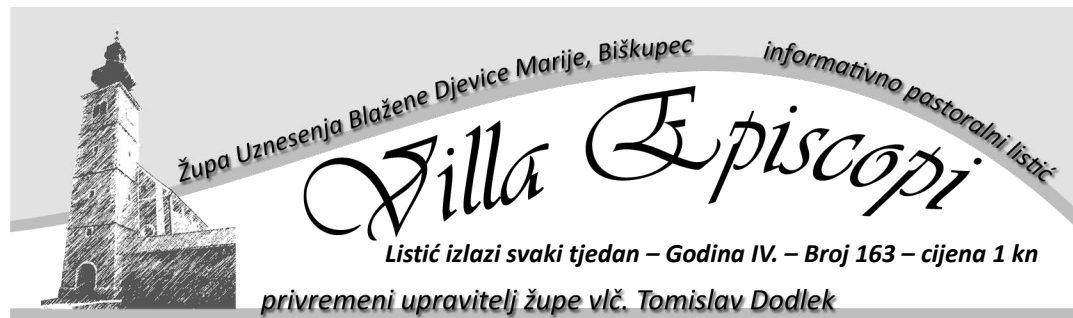 Župa Uznesenja Blažene Djevice Marije, Biškupec
informativno pastoralni listić
Villa Episcopi
Listić izlazi svaki tjedan – Godina IV. – Broj 163 – cijena 1 kn
privremeni upravitelj župe vlč. Tomislav Dodlek